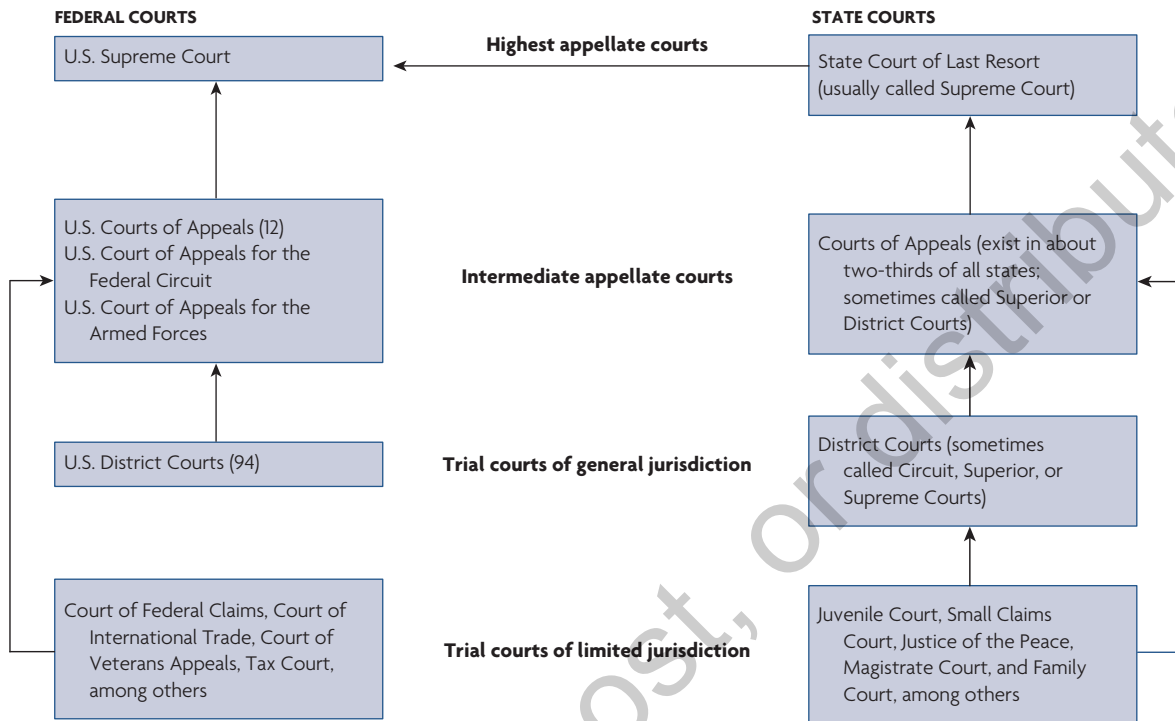 FEDERAL COURTS
STATE COURTS
U.S. Supreme Court
Highest appellate courts
State Court of Last Resort
(usually called Supreme Court)
U.S. Courts of Appeals (12)
U.S. Court of Appeals for the
Federal Circuit
U.S. Court of Appeals for the
Armed Forces
Intermediate appellate courts
Courts of Appeals (exist in about
two-thirds of all states;
sometimes called Superior or
District Courts)
U.S. District Courts (94)
Trial courts of general jurisdiction
District Courts (sometimes
called Circuit, Superior, or
Supreme Courts)
Court of Federal Claims, Court of
International Trade, Court of
Veterans Appeals, Tax Court,
among others
Trial courts of limited jurisdiction
Juvenile Court, Small Claims
Court, Justice of the Peace,
Magistrate Court, and Family
Court, among others
ost, or distribut